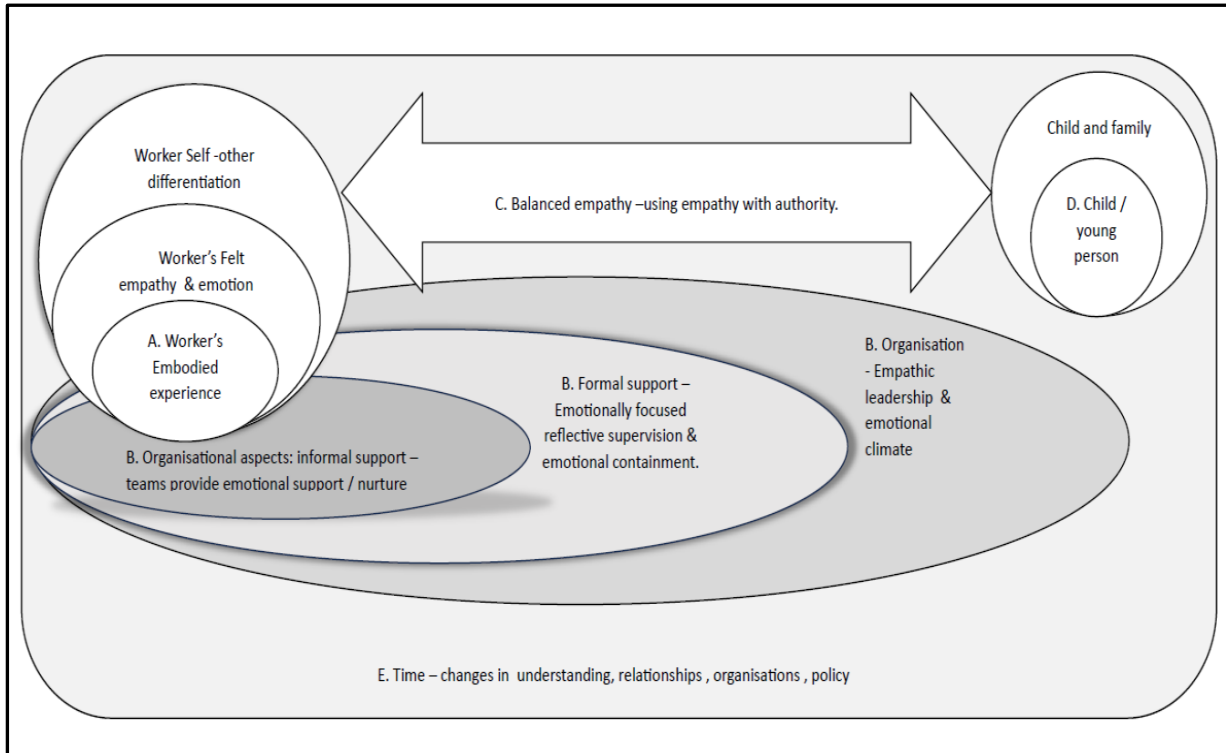 Worker Self -other
differentiation
Worker's Felt
empathy & emotion
A. Worker's
Embodied
experience
C. Balanced empathy –using empathy with authority.
Child and family
D. Child /
young
person
B. Organisational aspects: informal support –
teams provide emotional support / nurture
B. Formal support –
Emotionally focused
reflective supervision &
emotional containment.
B. Organisation
- Empathic
leadership &
emotional
climate
E. Time – changes in understanding, relationships , organisations , policy